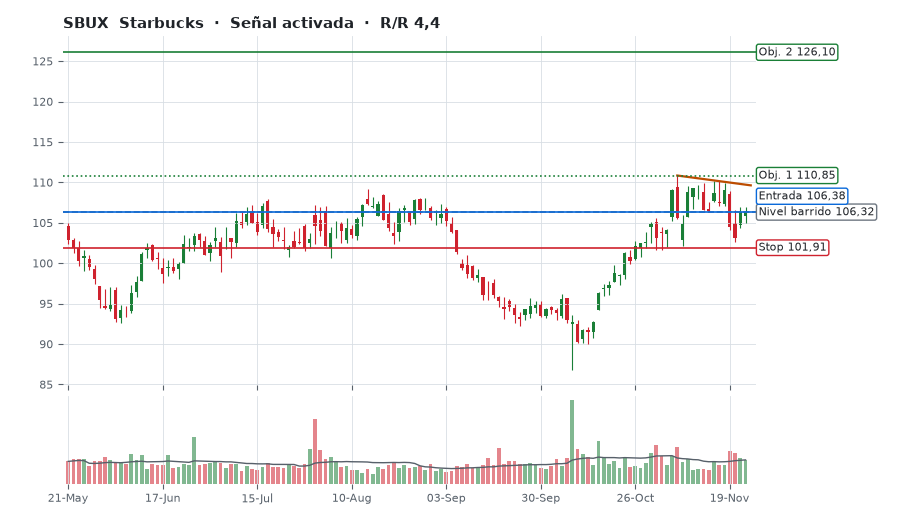 SBUX  Starbucks  ·  Señal activada  ·  R/R 4,4
125
120
115
110
105
100
95
90
85
Obj. 2 126,10
Obj. 1 110,85
Entrada 106,38
Nivel barrido 106,32
Stop 101,91
21-May
17-Jun
15-Jul
10-Aug
03-Sep
30-Sep
26-Oct
19-Nov